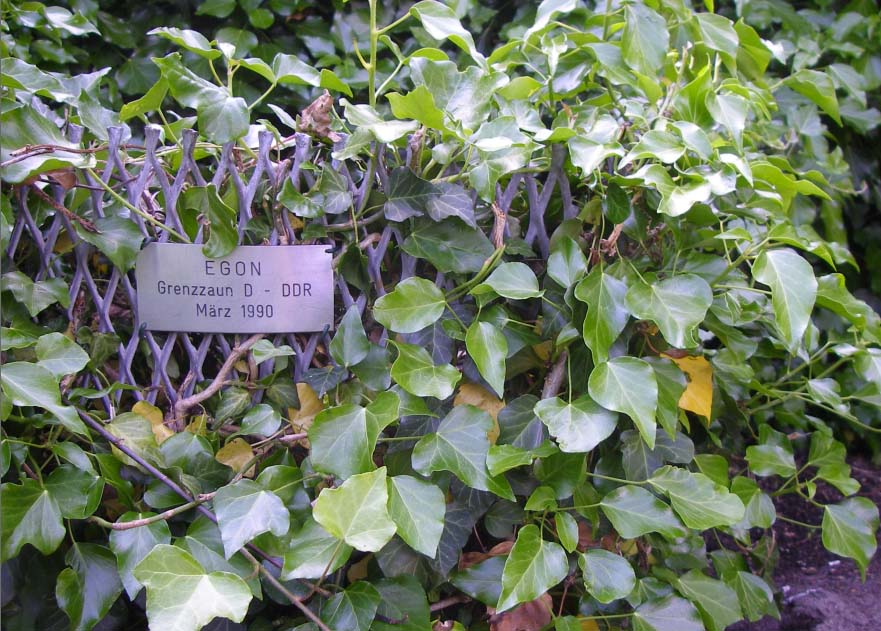 EGON
Grenzzaun D - DDR
März 1990